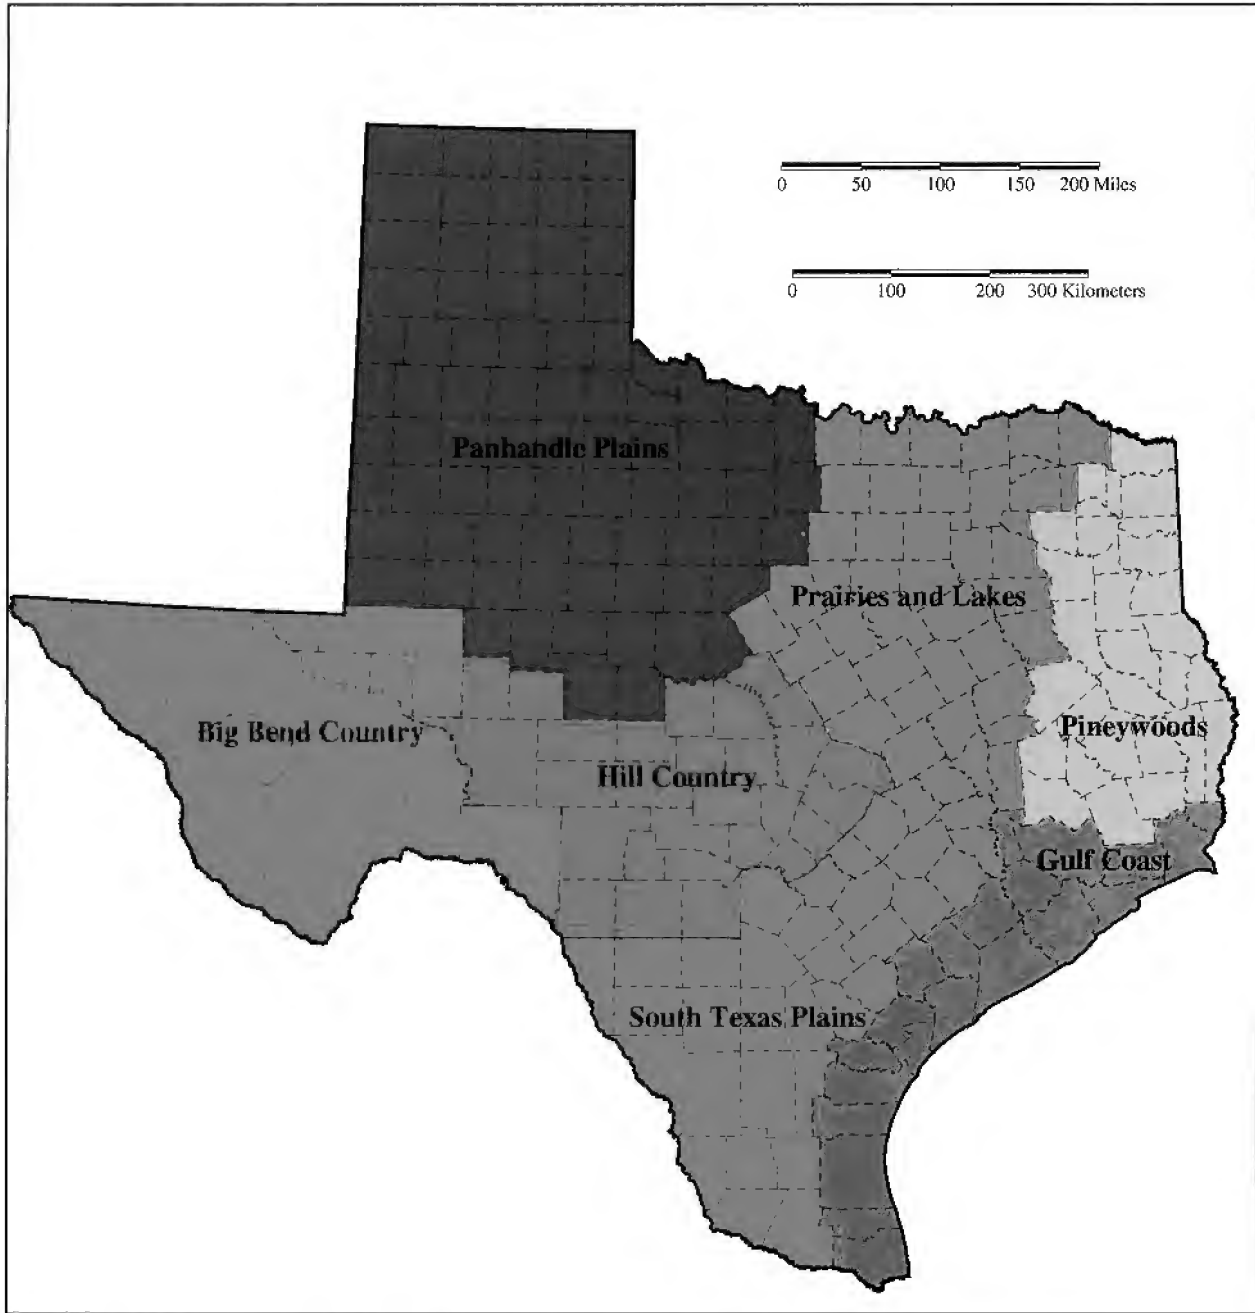 0 50 100 150 200 Miles
0 100 200 300 Kilometers
Panhandle Plains
Prairies and Lakes
Big Bend Country
Pineywoods
Hill Country
Gulf Coast
South Texas Plains